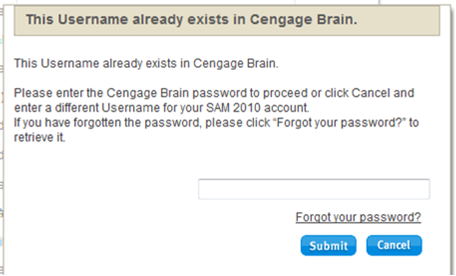 This Username already exists in Cengage Brain.
This Username already exists in Cengage Brain.
Please enter the Cengage Brain password to proceed or click Cancel and
enter a different Username for your SAM 2010 account.
If you have forgotten the password, please click “Forgot your password?” to
retrieve it.
Forgot your password?
Submit Cancel